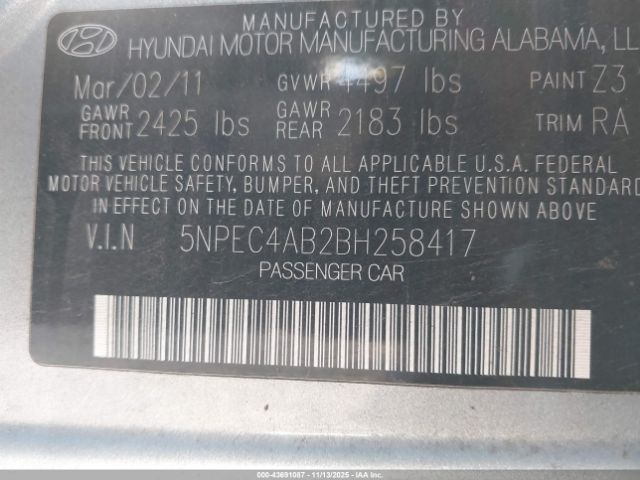 MANUFACTURED BY
HYUNDAI MOTOR MANUFACTURING ALABAMA, LL
Mar/02/11 GVWR 4497 lbs PAINT Z3
GAWR FRONT 2425 lbs GAWR REAR 2183 lbs TRIM RA
THIS VEHICLE CONFORMS TO ALL APPLICABLE U.S.A. FEDERAL
MOTOR VEHICLE SAFETY, BUMPER, AND THEFT PREVENTION STANDARD
IN EFFECT ON THE DATE OF MANUFACTURE SHOWN ABOVE
V.I.N 5NPEC4AB2BH258417
PASSENGER CAR
000-43691087 - 11/13/2025 - IAAI.COM